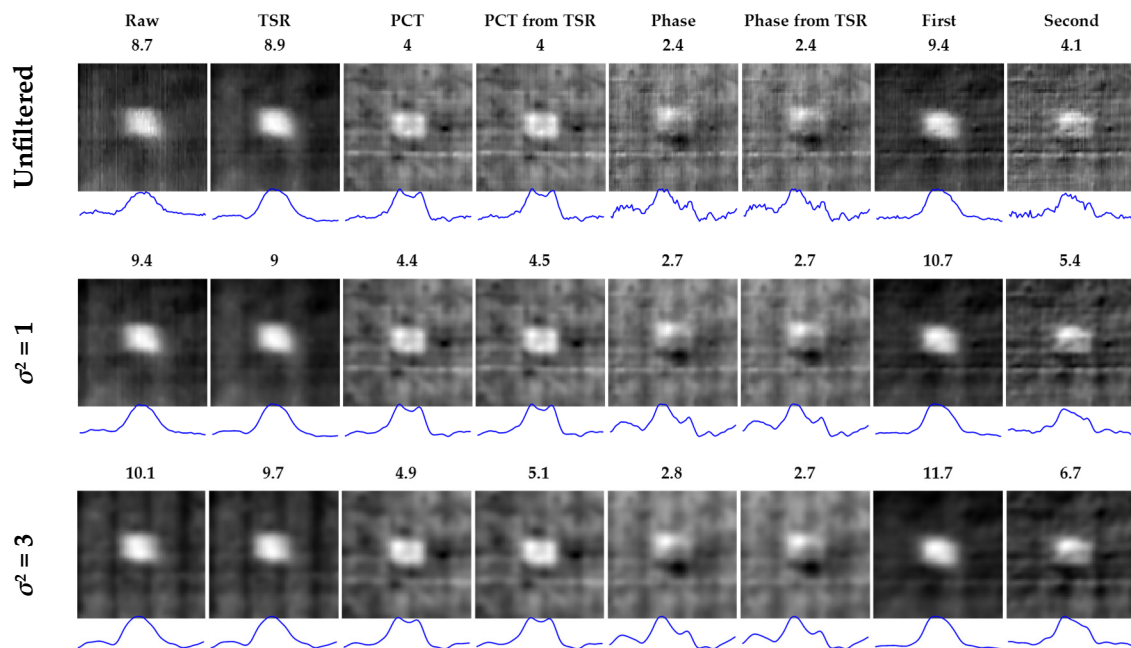 Raw TSR PCT PCT from TSR Phase Phase from TSR First Second
8.7 8.9 4 4 2.4 2.4 9.4 4.1
Unfiltered
9.4 9 4.4 4.5 2.7 2.7 10.7 5.4
σ² = 1
10.1 9.7 4.9 5.1 2.8 2.7 11.7 6.7
σ² = 3